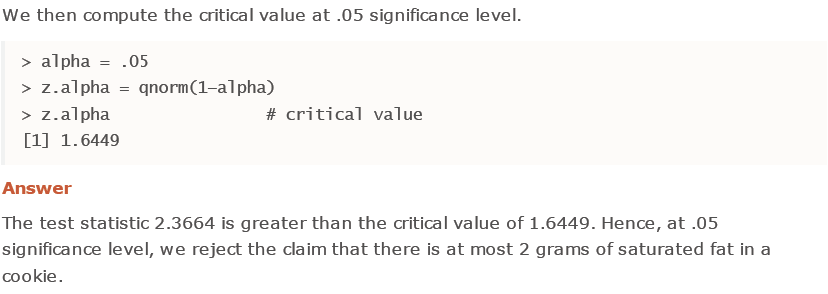 We then compute the critical value at .05 significance level.
> alpha = .05
> z.alpha = qnorm(1−alpha)
> z.alpha # critical value
[1] 1.6449
Answer
The test statistic 2.3664 is greater than the critical value of 1.6449. Hence, at .05
significance level, we reject the claim that there is at most 2 grams of saturated fat in a
cookie.